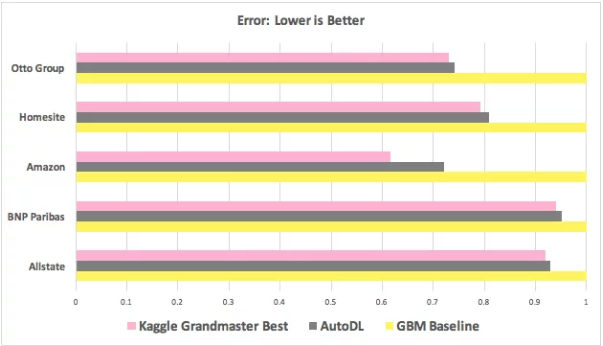 Error: Lower is Better
Otto Group
Homesite
Amazon
BNP Paribas
Allstate
0 0.1 0.2 0.3 0.4 0.5 0.6 0.7 0.8 0.9 1
Kaggle Grandmaster Best AutoDL GBM Baseline